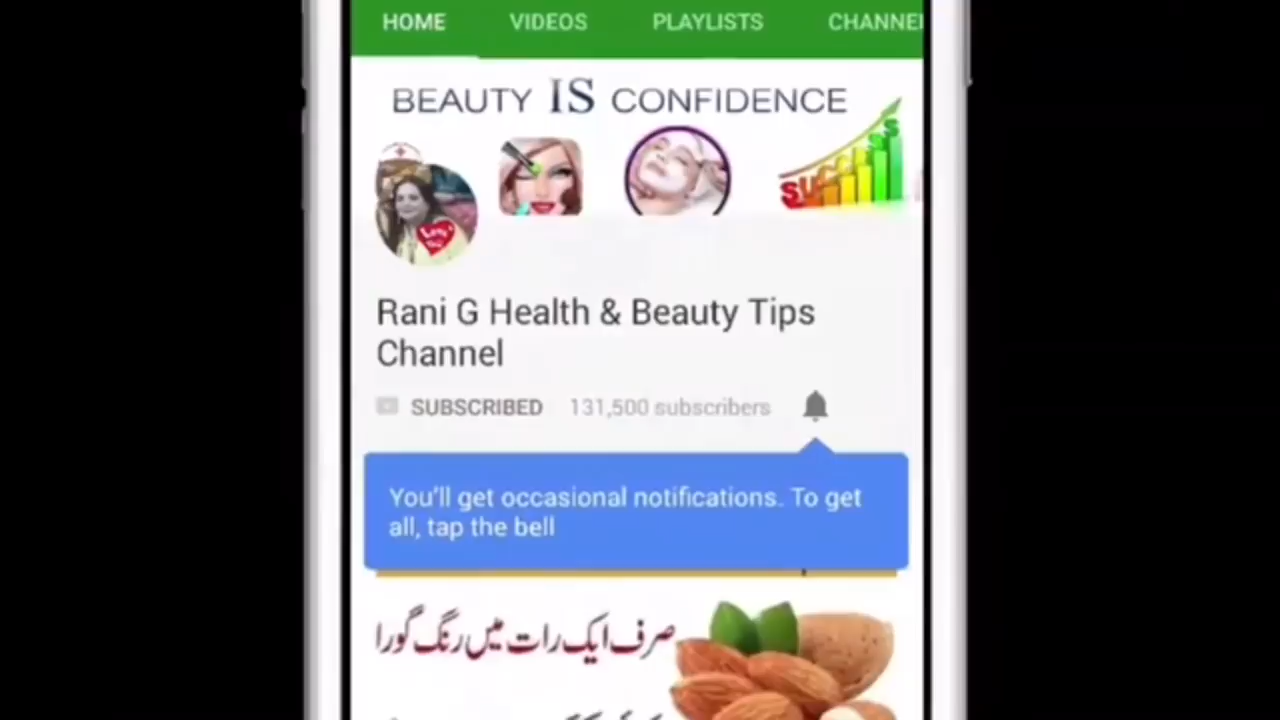 HOME VIDEOS PLAYLISTS CHANNEL
BEAUTY IS CONFIDENCE
SUCCESS
Rani G Health & Beauty Tips
Channel
SUBSCRIBED 131,500 subscribers
You'll get occasional notifications. To get
all, tap the bell
صرف ایک رات میں رنگ گورا